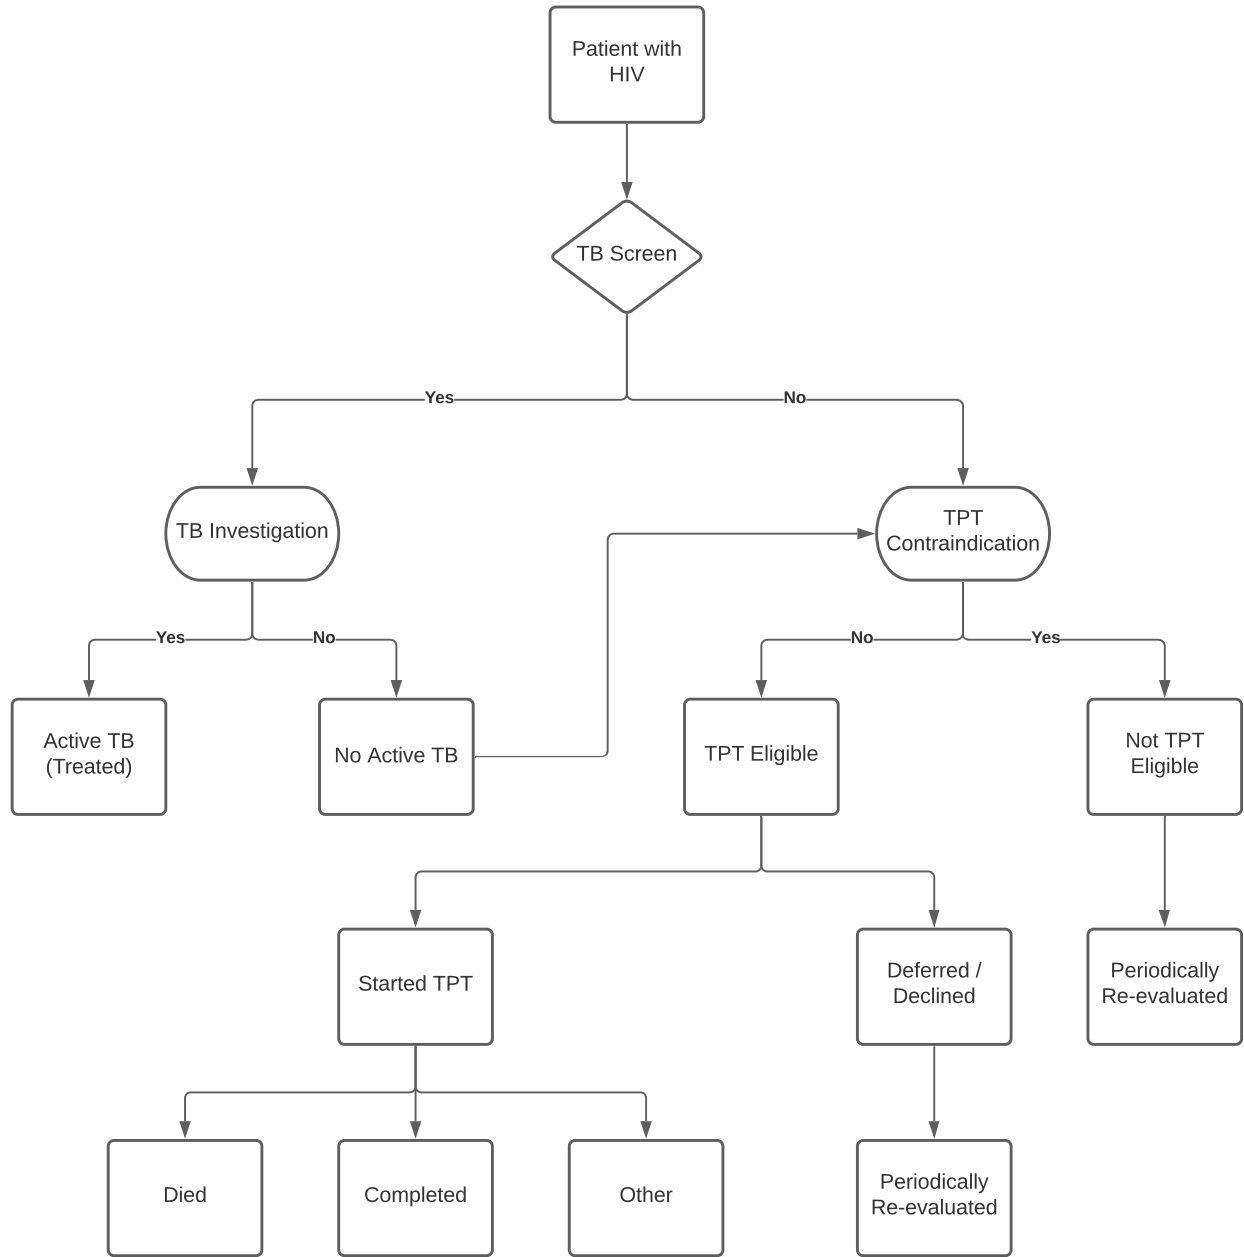 Patient with
HIV
TB Screen
Yes
No
TB Investigation
TPT
Contraindication
Yes
No
No
Yes
Active TB
(Treated)
No Active TB
TPT Eligible
Not TPT
Eligible
Started TPT
Deferred /
Declined
Periodically
Re-evaluated
Died
Completed
Other
Periodically
Re-evaluated